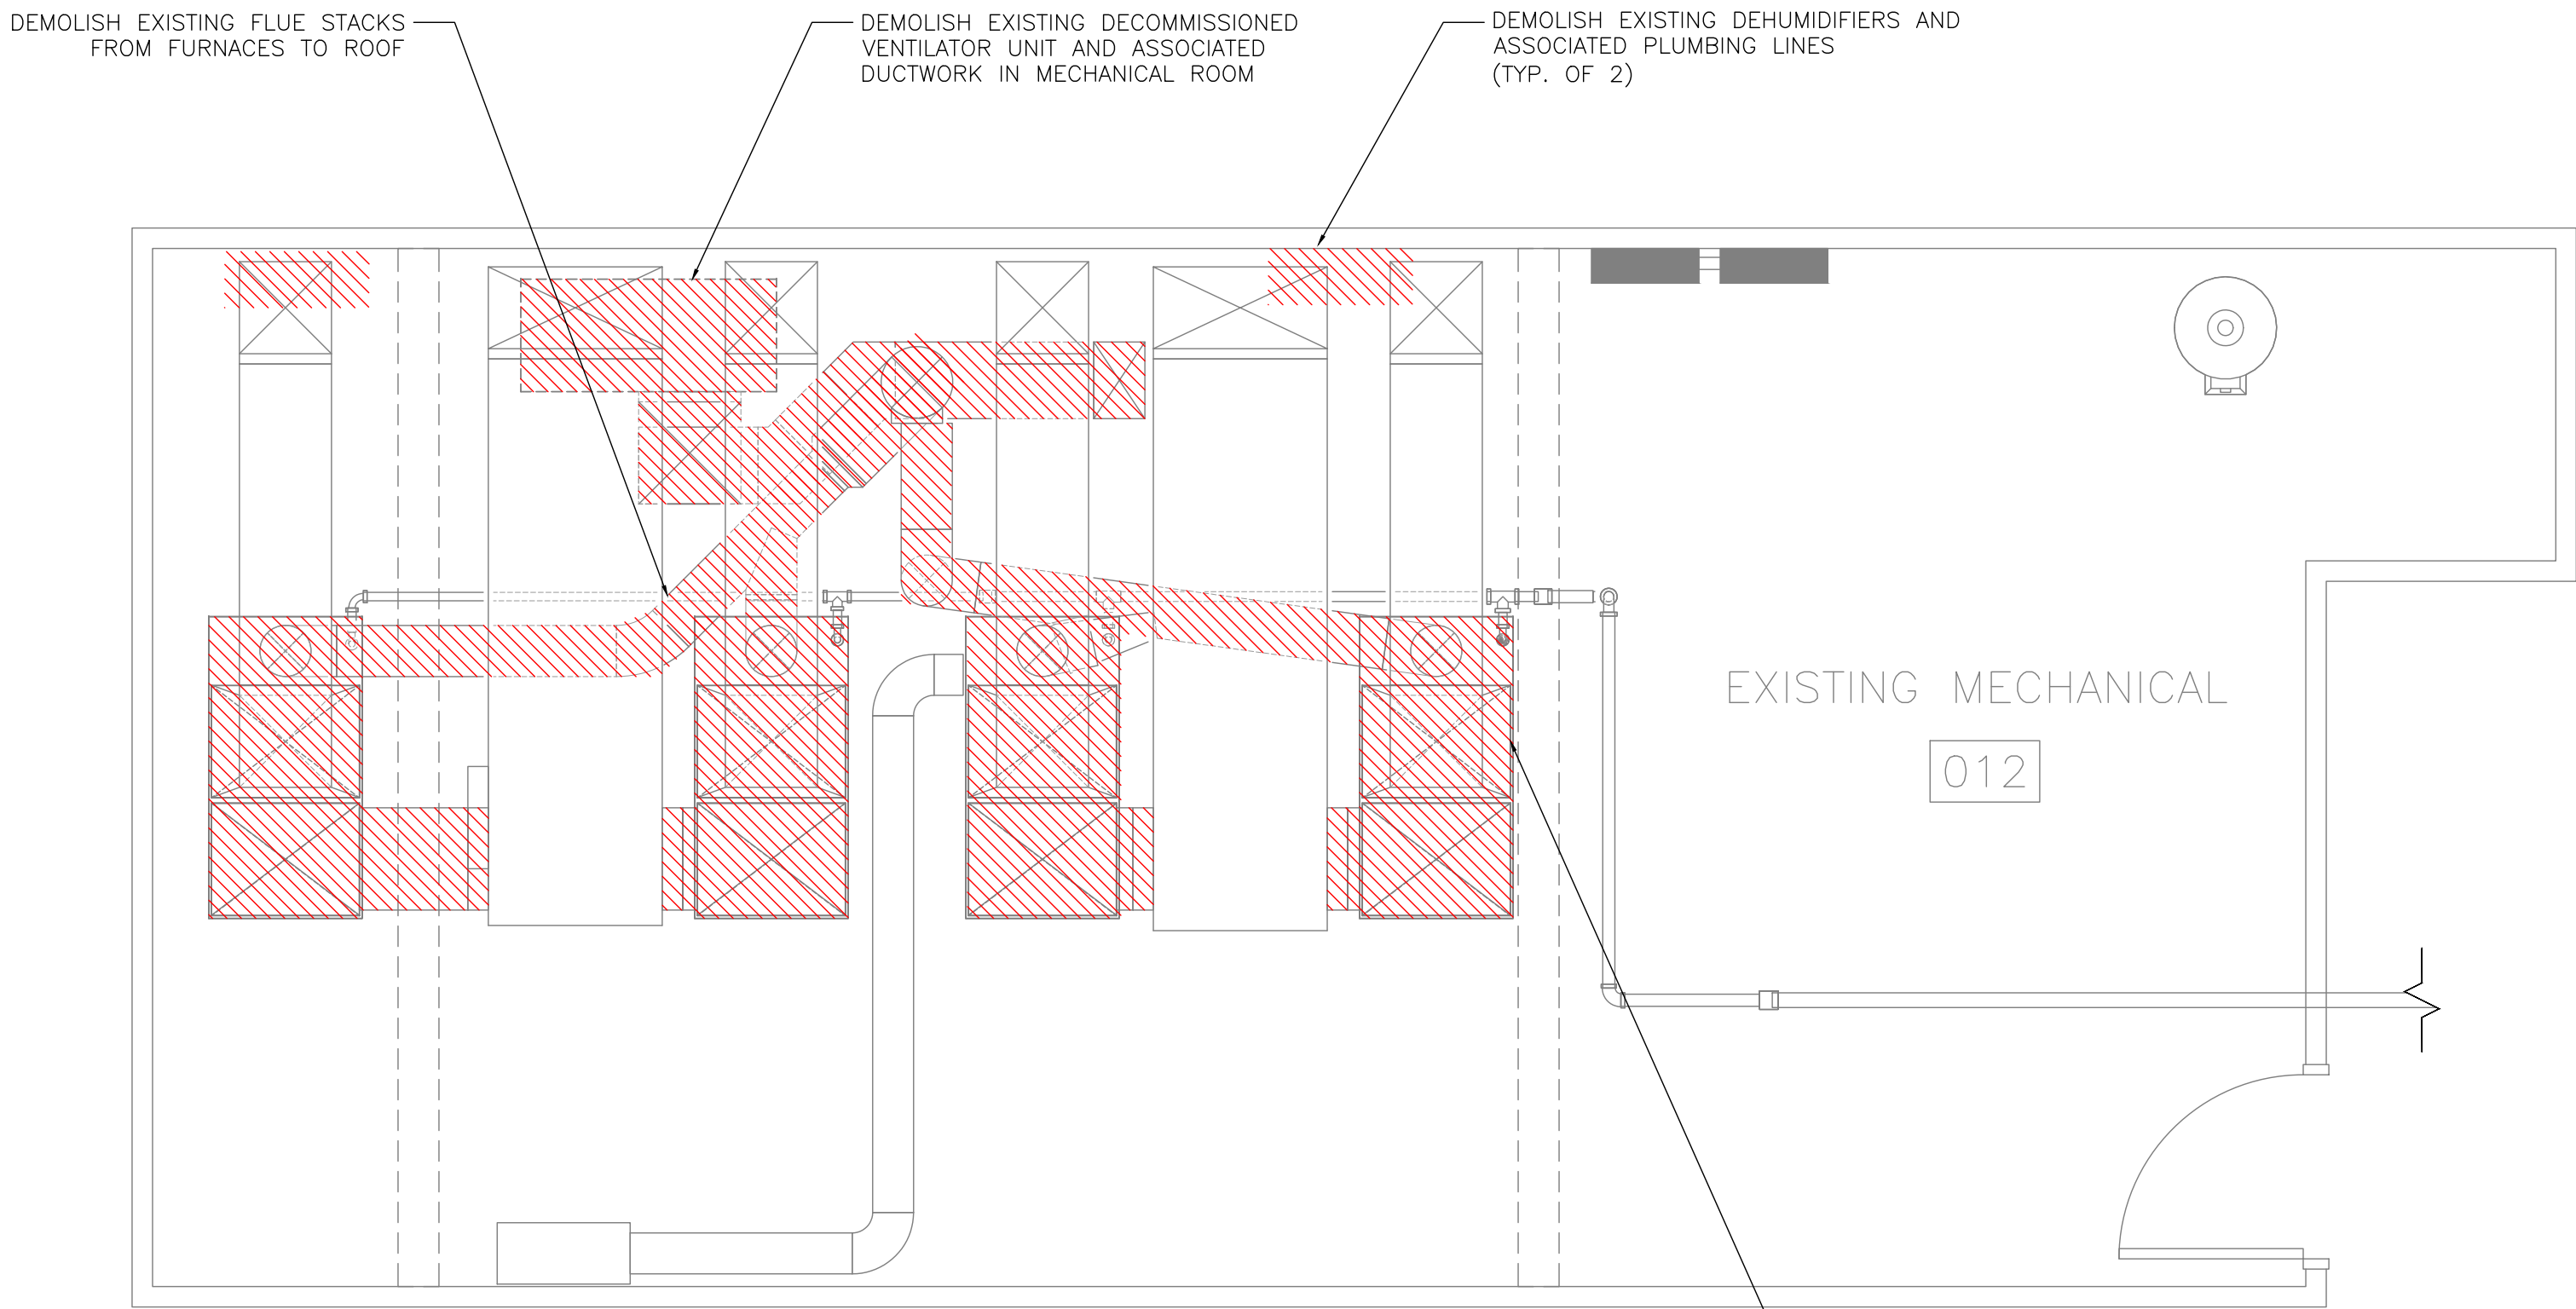 DEMOLISH EXISTING FLUE STACKS
FROM FURNACES TO ROOF
DEMOLISH EXISTING DECOMMISSIONED
VENTILATOR UNIT AND ASSOCIATED
DUCTWORK IN MECHANICAL ROOM
DEMOLISH EXISTING DEHUMIDIFIERS AND
ASSOCIATED PLUMBING LINES
(TYP. OF 2)
EXISTING MECHANICAL
012